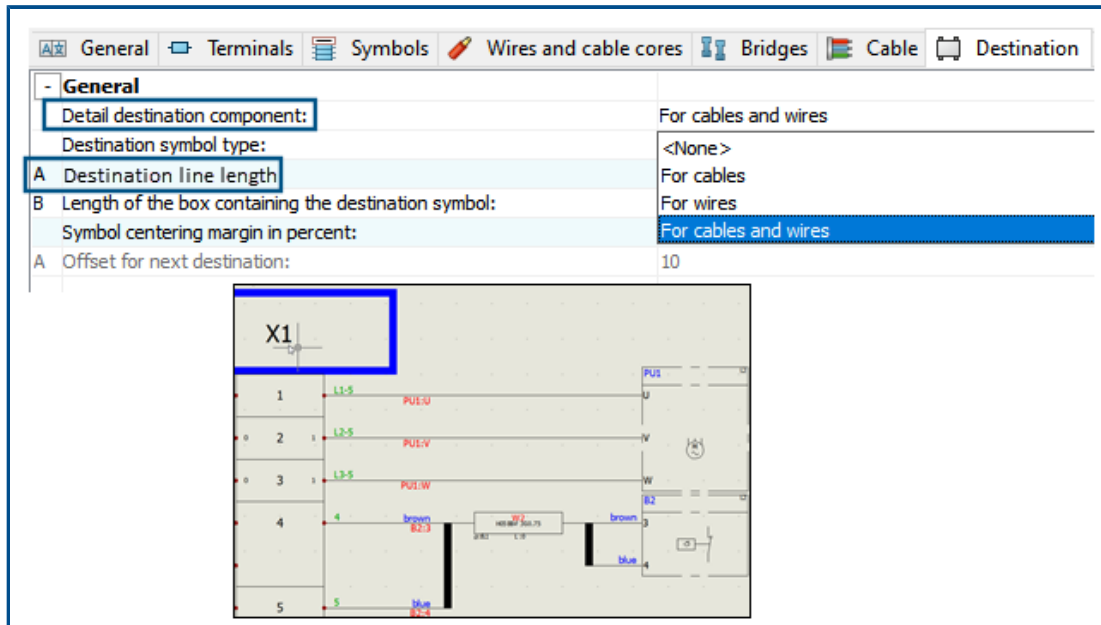 General Terminals Symbols Wires and cable cores Bridges Cable Destination
- General
Detail destination component: For cables and wires
Destination symbol type: <None>
A Destination line length For cables
B Length of the box containing the destination symbol: For wires
Symbol centering margin in percent: For cables and wires
A Offset for next destination: 10
X1
PU1
1 L1-5 PU1:U U
0 2 1 L2-5 PU1:V V
0 3 1 L3-5 PU1:W W
B2
4 4 brown B2:3 W2 brown 3
blue 4
5 5 blue B2:4